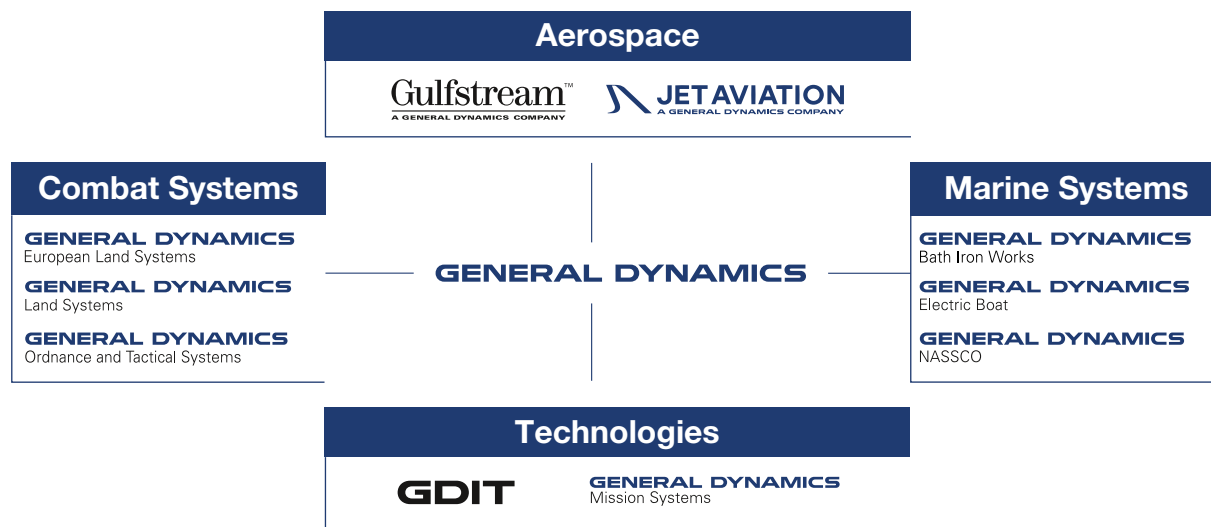 Aerospace
Gulfstream™
A GENERAL DYNAMICS COMPANY
JET AVIATION
A GENERAL DYNAMICS COMPANY
Combat Systems
GENERAL DYNAMICS
European Land Systems
GENERAL DYNAMICS
Land Systems
GENERAL DYNAMICS
Ordnance and Tactical Systems
GENERAL DYNAMICS
Marine Systems
GENERAL DYNAMICS
Bath Iron Works
GENERAL DYNAMICS
Electric Boat
GENERAL DYNAMICS
NASSCO
Technologies
GDIT
GENERAL DYNAMICS
Mission Systems